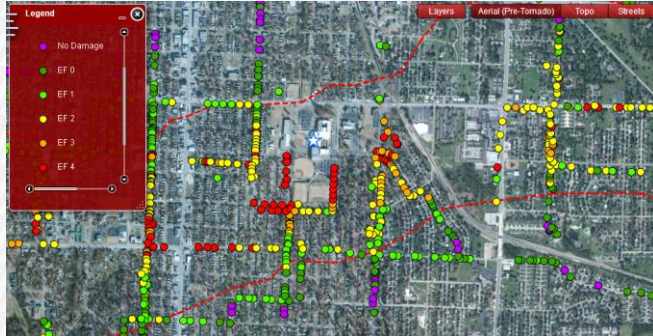 Legend
Layers
Aerial (Pre-Tornado)
Topo
Streets
No Damage
EF 0
EF 1
EF 2
EF 3
EF 4